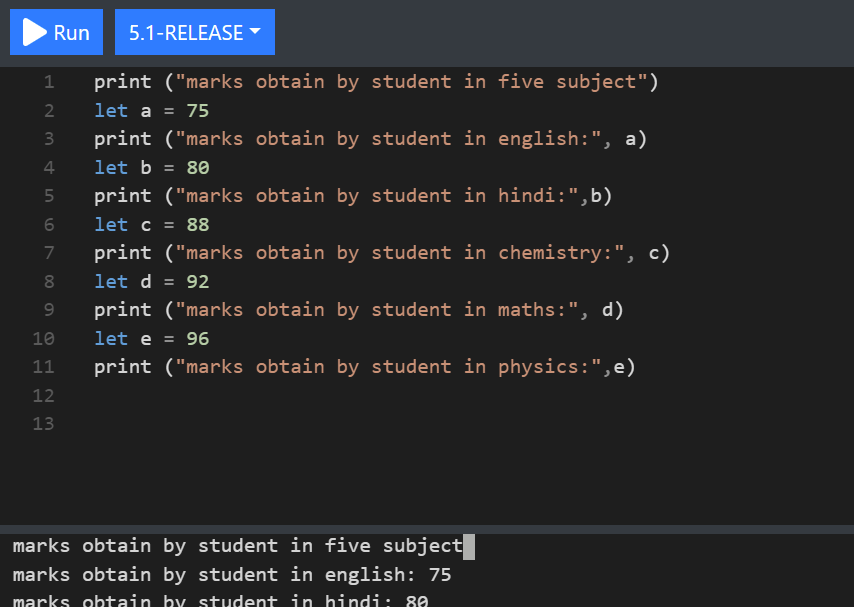 Run 5.1-RELEASE
1 print ("marks obtain by student in five subject")
2 let a = 75
3 print ("marks obtain by student in english:", a)
4 let b = 80
5 print ("marks obtain by student in hindi:",b)
6 let c = 88
7 print ("marks obtain by student in chemistry:", c)
8 let d = 92
9 print ("marks obtain by student in maths:", d)
10 let e = 96
11 print ("marks obtain by student in physics:",e)
12
13
marks obtain by student in five subject
marks obtain by student in english: 75
marks obtain by student in hindi: 80